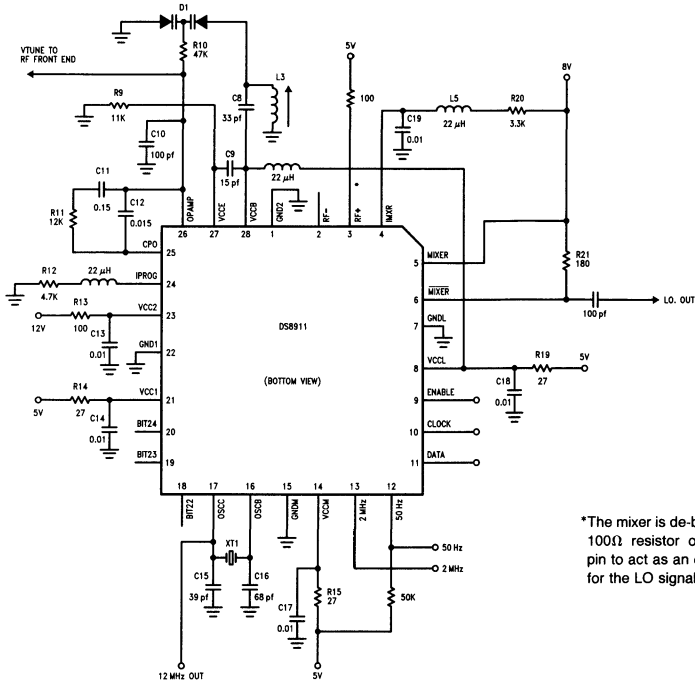 D1
VTUNE TO
RF FRONT END
R10
47K
5V
8V
R9
11K
C8
33 pf
L3
100
C19
0.01
L5
22 µH
R20
3.3K
C10
100 pf
C9
15 pf
22 µH
*
C11
0.15
C12
0.015
R11
12K
OPAMP
VCCE
VCCB
GND2
RF-
RF+
IMXR
26
27
28
1
2
3
4
CPO
25
MIXER
5
R21
180
R12
4.7K
22 µH
IPROG
24
MIXER
6
100 pf
LO. OUT
12V
R13
100
VCC2
23
C13
0.01
DS8911
GNDL
7
GND1
22
(BOTTOM VIEW)
VCCL
8
R19
27
5V
C18
0.01
5V
R14
27
VCC1
21
C14
0.01
ENABLE
9
BIT24
20
CLOCK
10
BIT23
19
DATA
11
18
17
16
15
14
13
12
BIT22
OSCC
OSCB
GNDM
VCCM
2 MHz
50 Hz
XT1
C15
39 pf
C16
68 pf
C17
0.01
R15
27
50K
50 Hz
2 MHz
12 MHz OUT
5V
*The mixer is de-b
100Ω resistor o
pin to act as an
for the LO signal